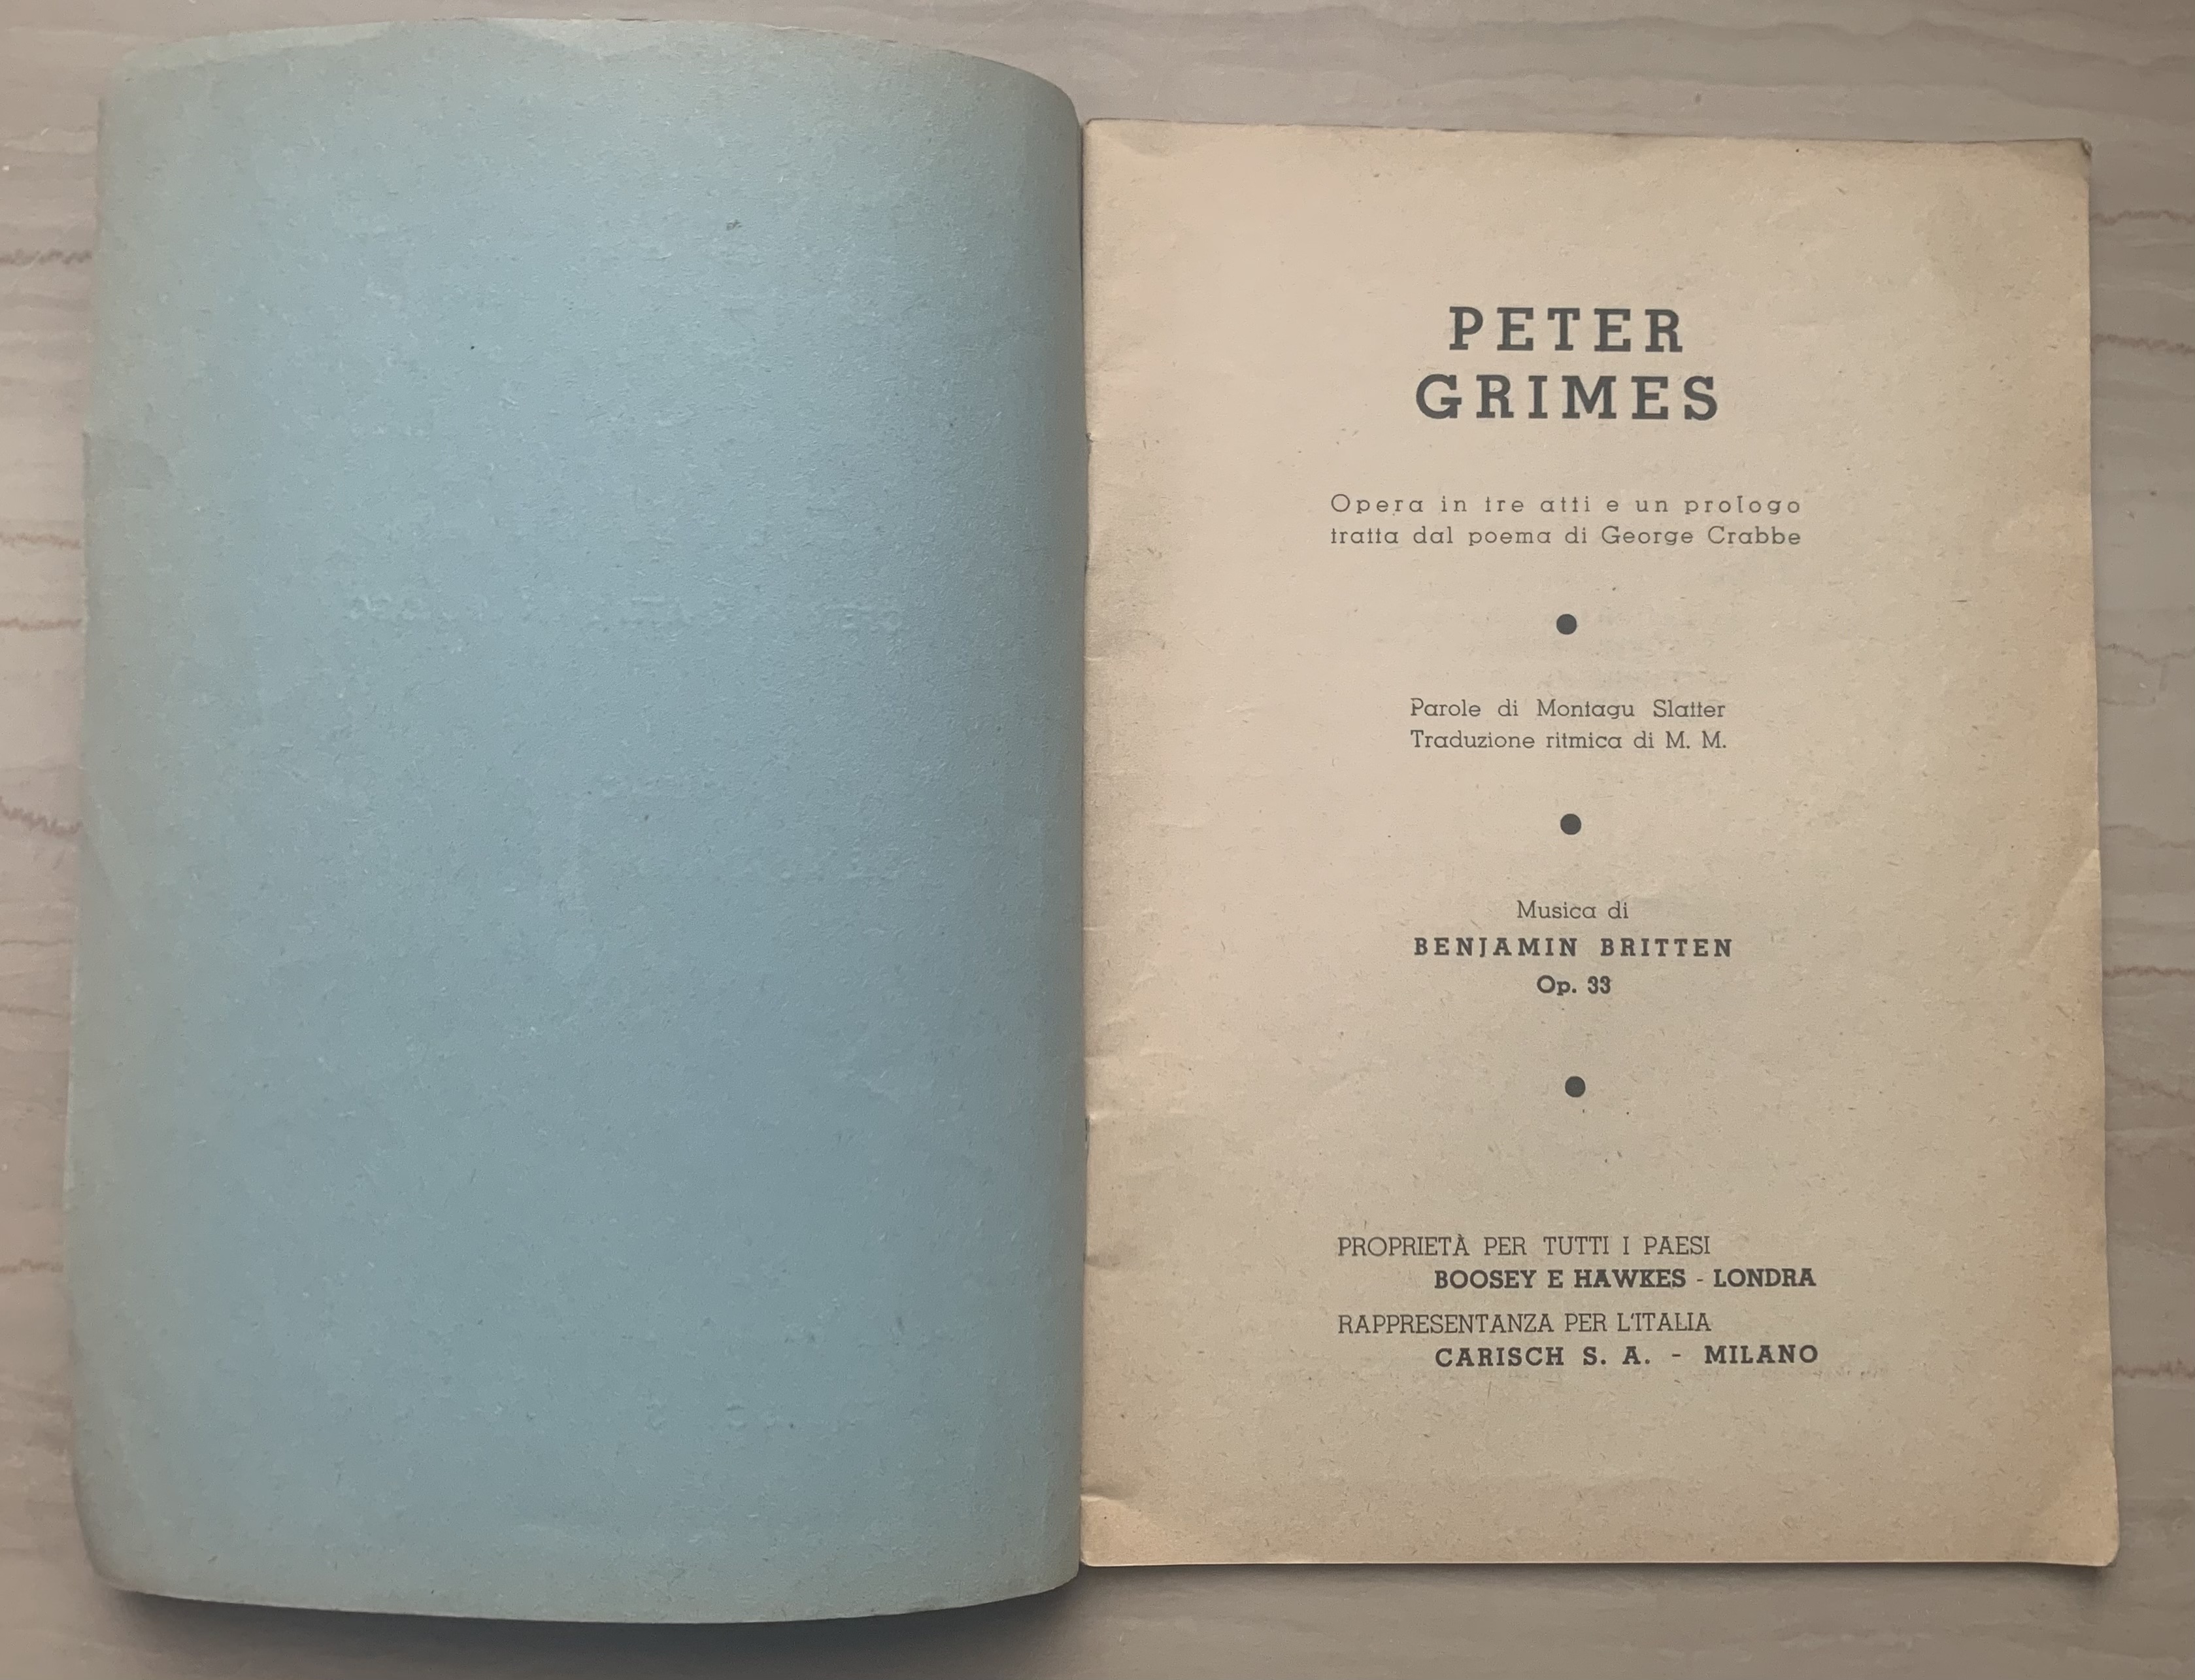 PETER
GRIMES
Opera in tre atti e un prologo
tratta dal poema di George Crabbe
Parole di Montagu Slatter
Traduzione ritmica di M. M.
Musica di
BENJAMIN BRITTEN
Op. 33
PROPRIETÀ PER TUTTI I PAESI
BOOSEY E HAWKES - LONDRA
RAPPRESENTANZA PER L'ITALIA
CARISCH S. A. - MILANO